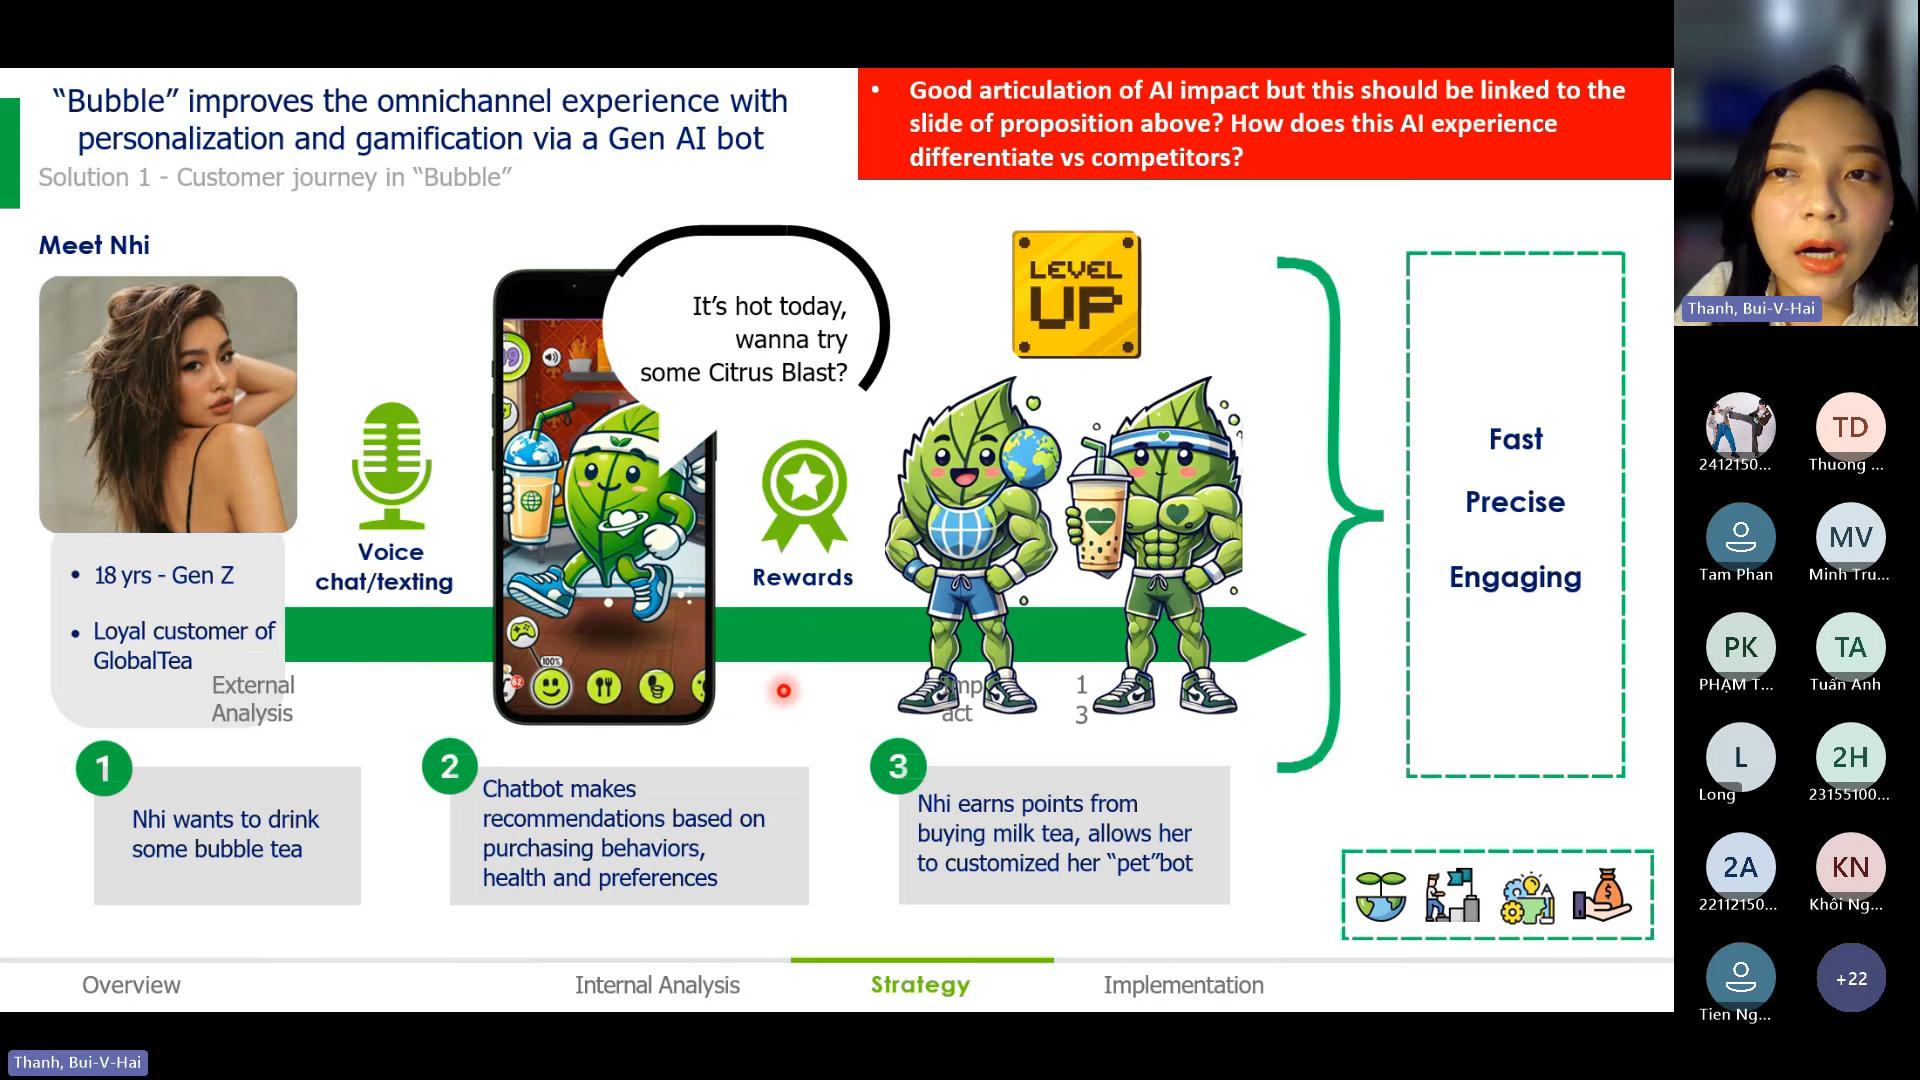 “Bubble” improves the omnichannel experience with
personalization and gamification via a Gen AI bot
Solution 1 - Customer journey in “Bubble”
• Good articulation of AI impact but this should be linked to the
slide of proposition above? How does this AI experience
differentiate vs competitors?
Meet Nhi
• 18 yrs - Gen Z
• Loyal customer of
GlobalTea
External
Analysis
Voice
chat/texting
It’s hot today,
wanna try
some Citrus Blast?
100%
62
Rewards
LEVEL
UP
Imp
act
1
3
Fast
Precise
Engaging
1
Nhi wants to drink
some bubble tea
2
Chatbot makes
recommendations based on
purchasing behaviors,
health and preferences
3
Nhi earns points from
buying milk tea, allows her
to customized her “pet”bot
Overview
Internal Analysis
Strategy
Implementation
Thanh, Bui-V-Hai
Thanh, Bui-V-Hai
2412150...
TD
Thuong ...
Tam Phan
MV
Minh Tru...
PK
PHẠM T...
TA
Tuấn Anh
L
Long
2H
23155100...
2A
22112150...
KN
Khôi Ng...
Tien Ng...
+22